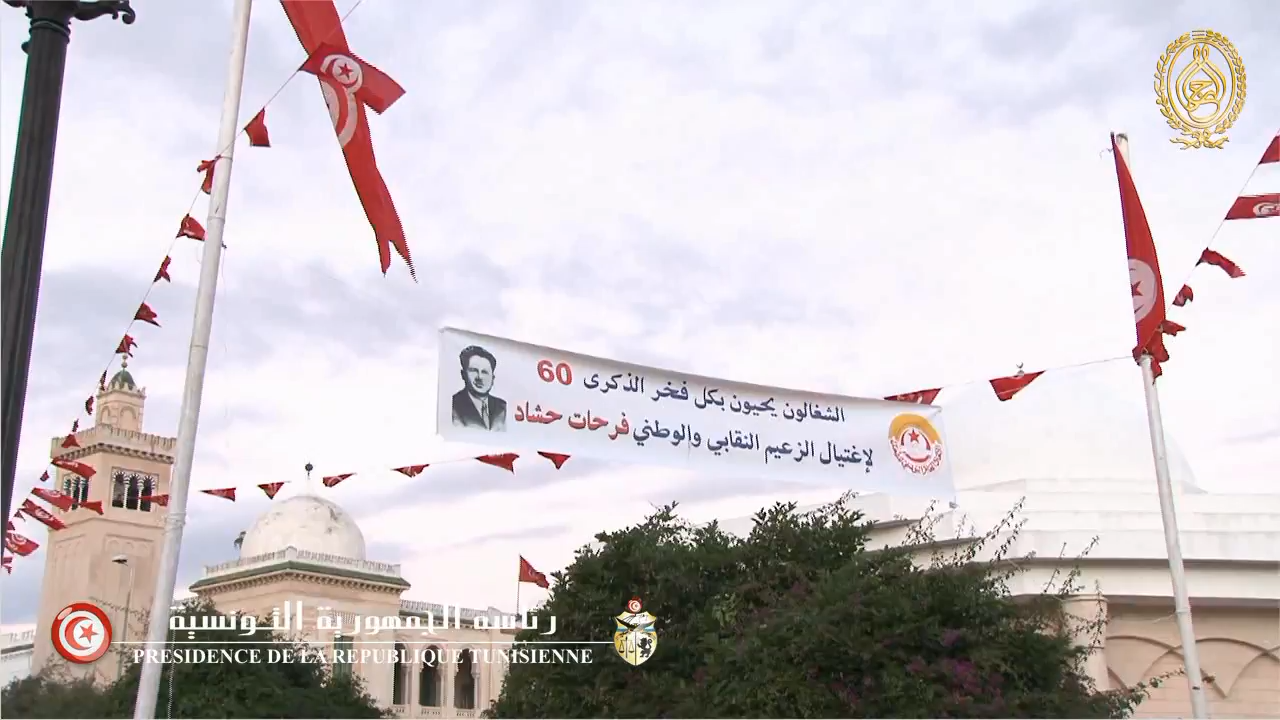 الشغالون يحيون بكل فخر الذكرى 60
لإغتيال الزعيم النقابي والوطني فرحات حشاد
رئاسة الجمهورية التونسية
PRESIDENCE DE LA REPUBLIQUE TUNISIENNE